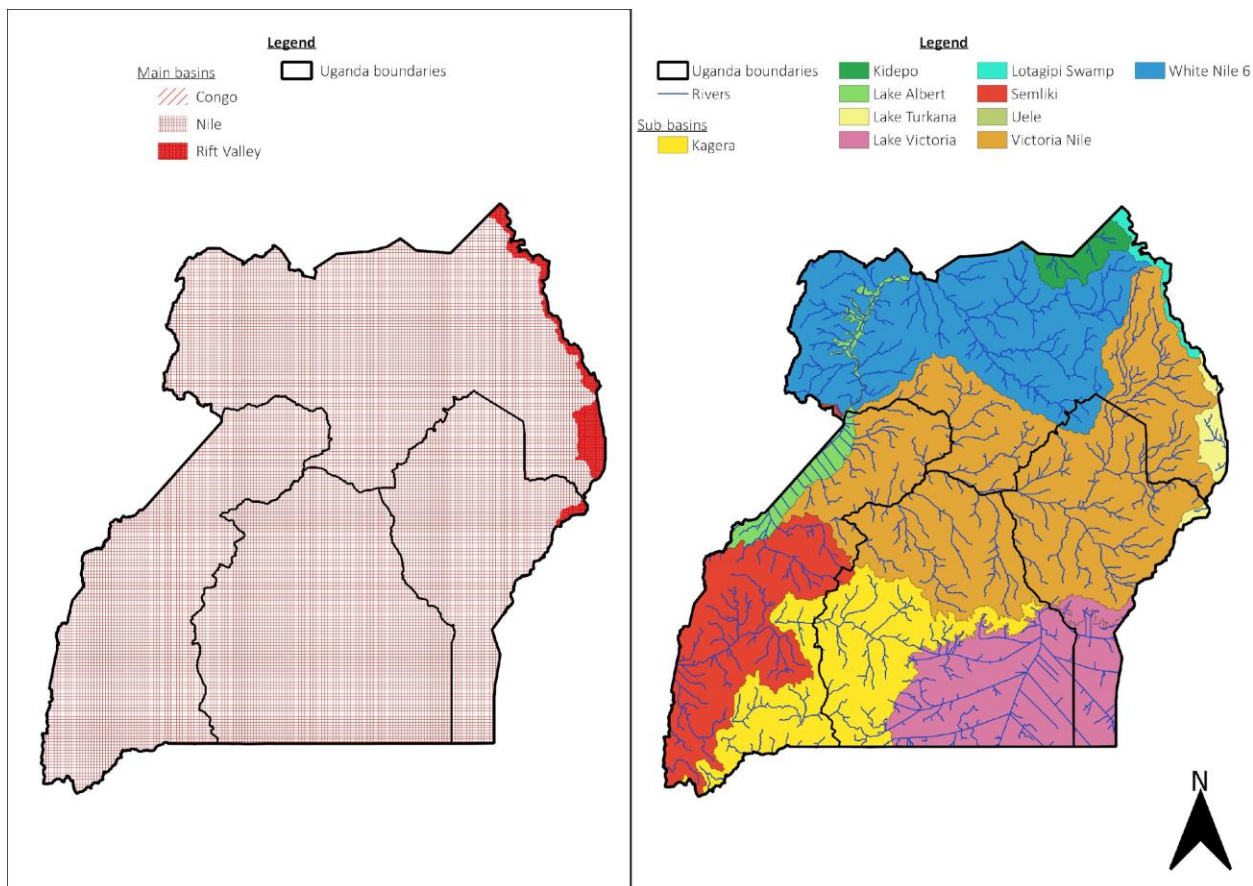 Legend
Main basins
Uganda boundaries
Congo
Nile
Rift Valley
Legend
Uganda boundaries
Kidepo
Lotagipi Swamp
White Nile 6
Rivers
Lake Albert
Semliki
Sub-basins
Lake Turkana
Uele
Kagera
Lake Victoria
Victoria Nile
N